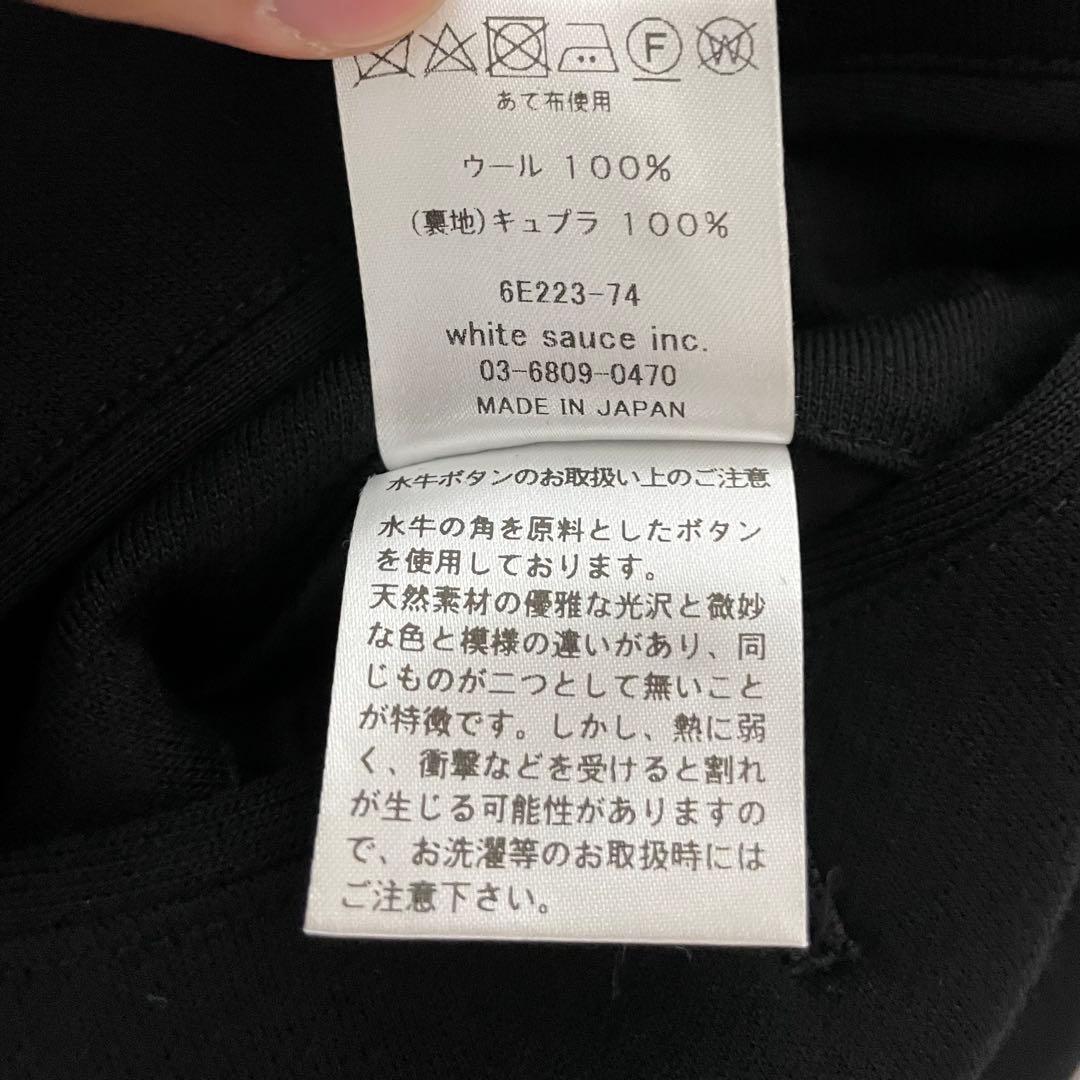 F W
あて布使用
ウール 100%
(裏地)キュプラ 100%
6E223-74
white sauce inc.
03-6809-0470
MADE IN JAPAN
水牛ボタンのお取扱い上のご注意
水牛の角を原料としたボタン
を使用しております。
天然素材の優雅な光沢と微妙
な色と模様の違いがあり、同
じものが二つとして無いこと
が特徴です。しかし、熱に弱
く、衝撃などを受けると割れ
が生じる可能性がありますの
で、お洗濯等のお取扱時には
ご注意下さい。